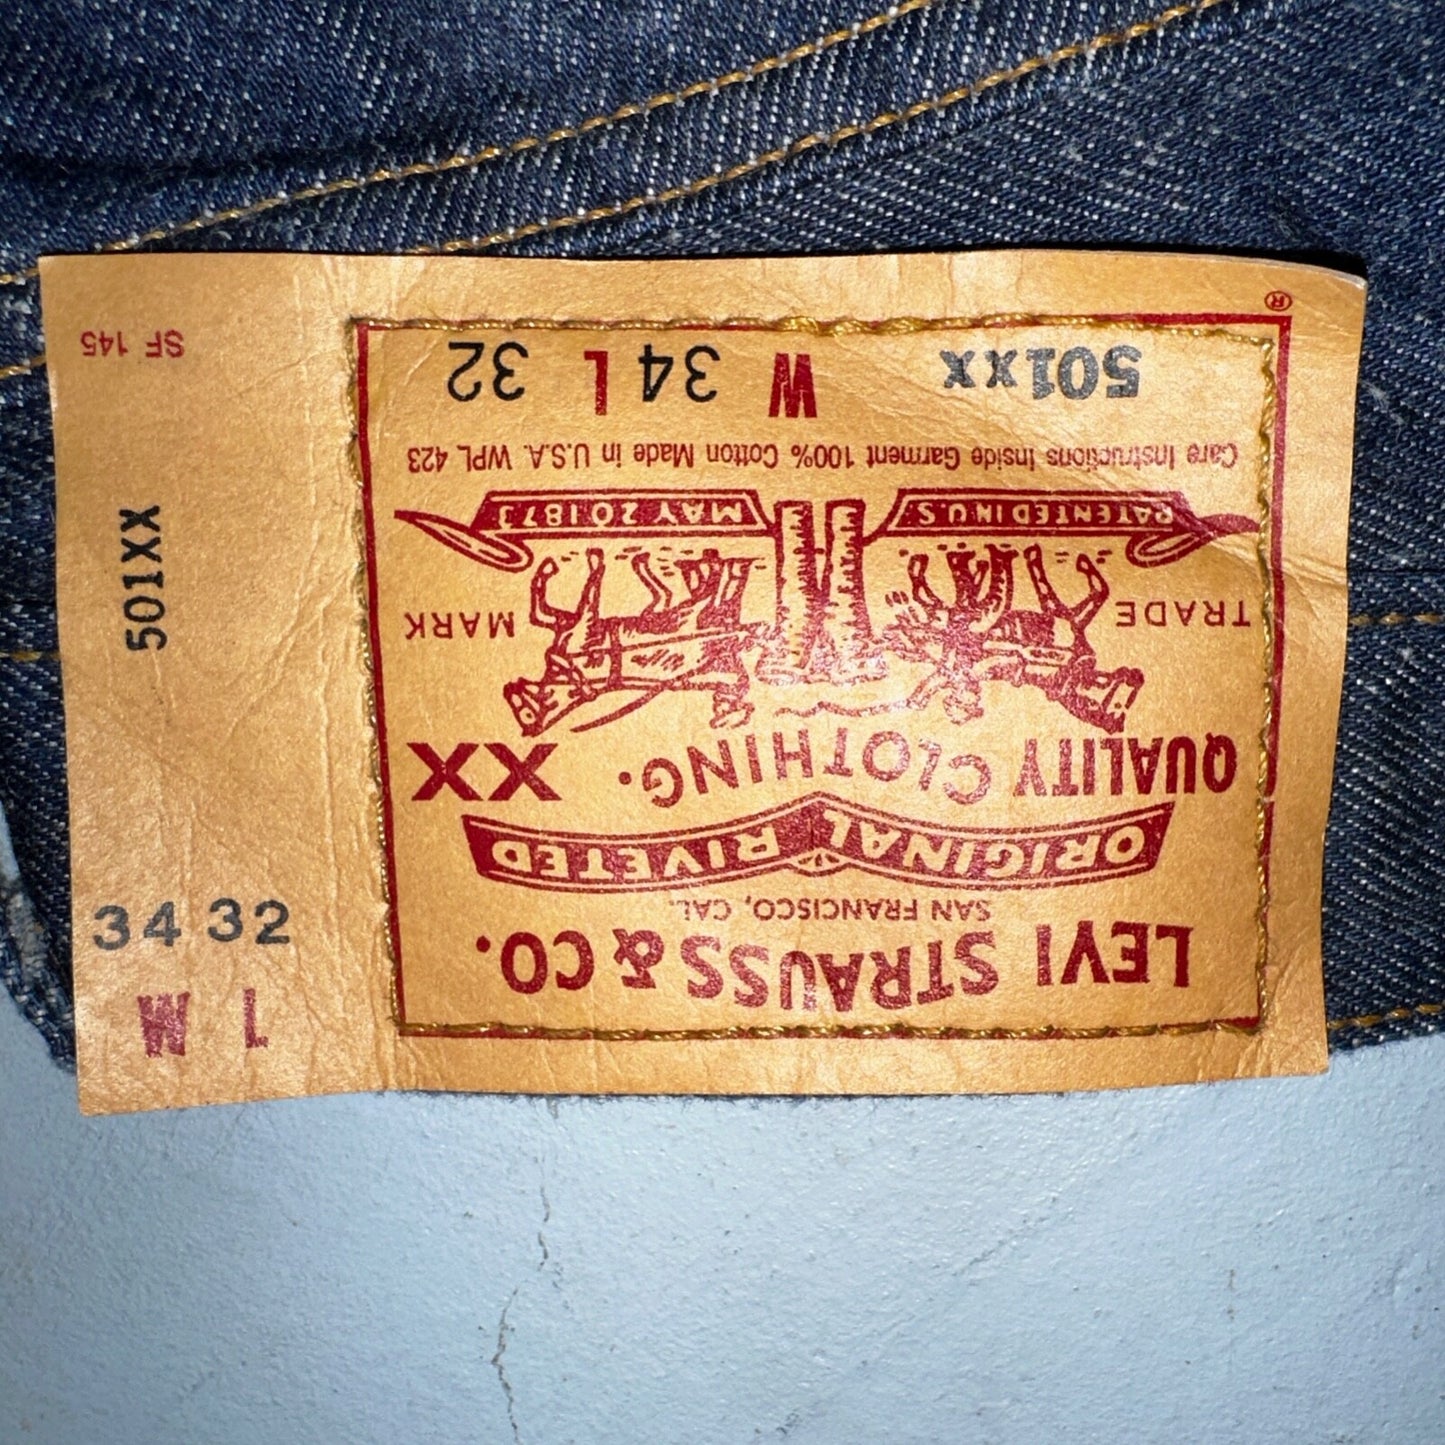 LEVI STRAUSS & CO.
SAN FRANCISCO, CAL.
ORIGINAL RIVETED
QUALITY CLOTHING. XX
TRADE MARK
PATENTED IN U.S. MAY 20 1873
Care Instructions Inside Garment 100% Cotton Made in U.S.A. WPL 423
501xx W 34 L 32
®
SF 145
501XX
34 32
W L